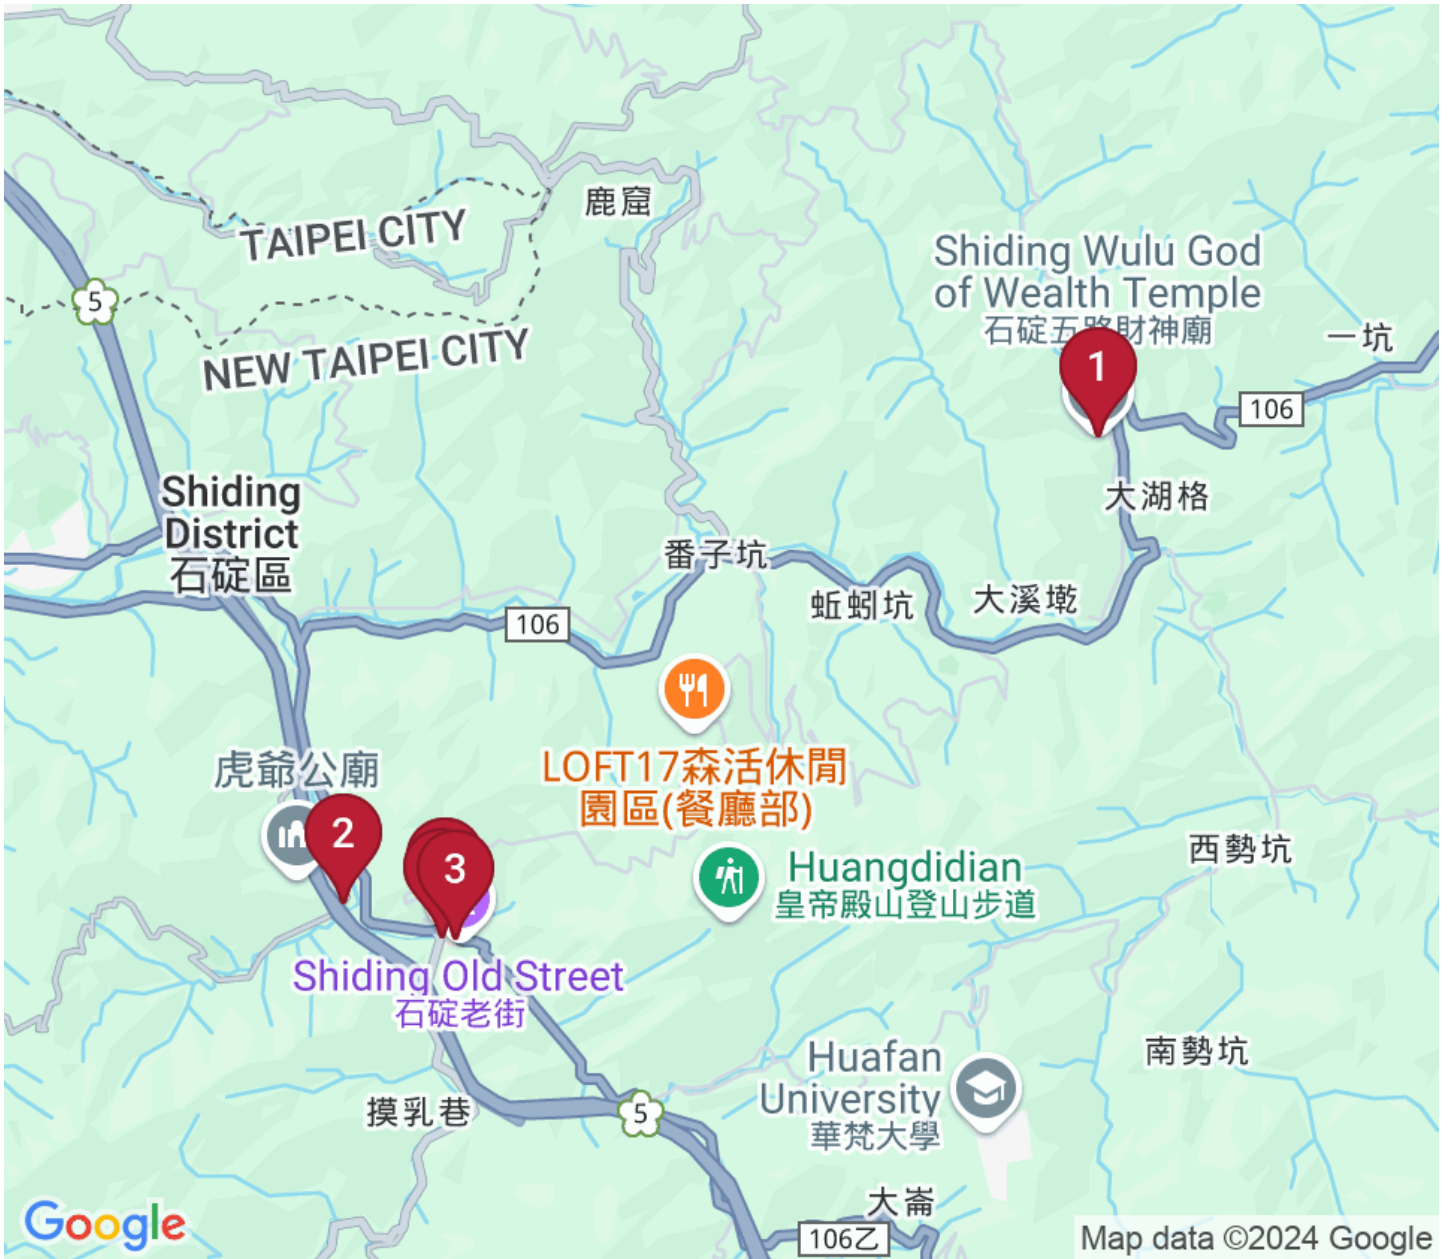 鹿窟
TAIPEI CITY
Shiding Wulu God
of Wealth Temple
石碇五路財神廟
5
NEW TAIPEI CITY
一坑
1
106
Shiding
District
石碇區
大湖格
番子坑
蚯蚓坑
大溪墘
106
虎爺公廟
LOFT17森活休閒
園區(餐廳部)
2
3
Huangdidian
皇帝殿山登山步道
西勢坑
Shiding Old Street
石碇老街
Huafan
University
華梵大學
南勢坑
摸乳巷
5
大崙
106乙
Google
Map data ©2024 Google